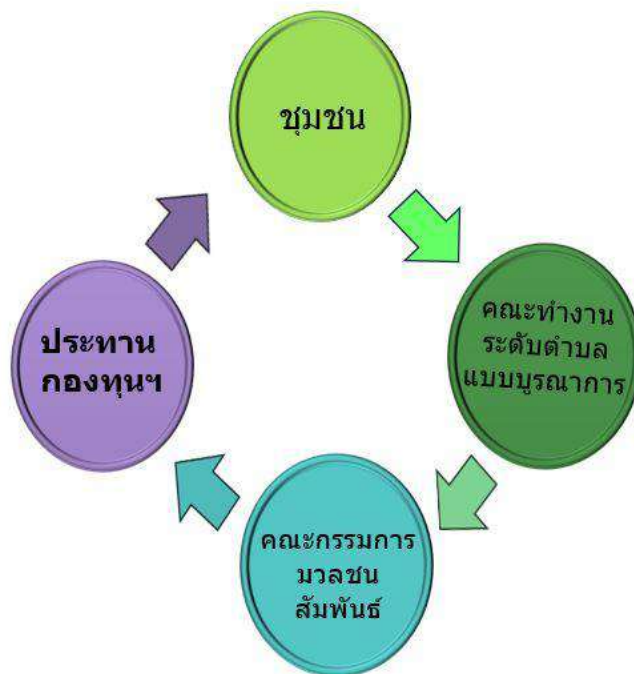 ชุมชน
คณะทำงาน
ระดับตำบล
แบบบูรณาการ
คณะกรรมการ
มวลชน
สัมพันธ์
ประทาน
กองทุนฯ